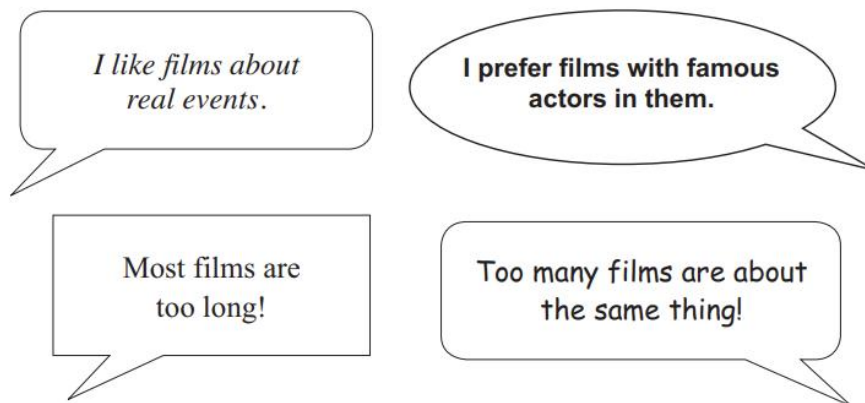 I like films about
real events.
I prefer films with famous
actors in them.
Most films are
too long!
Too many films are about
the same thing!